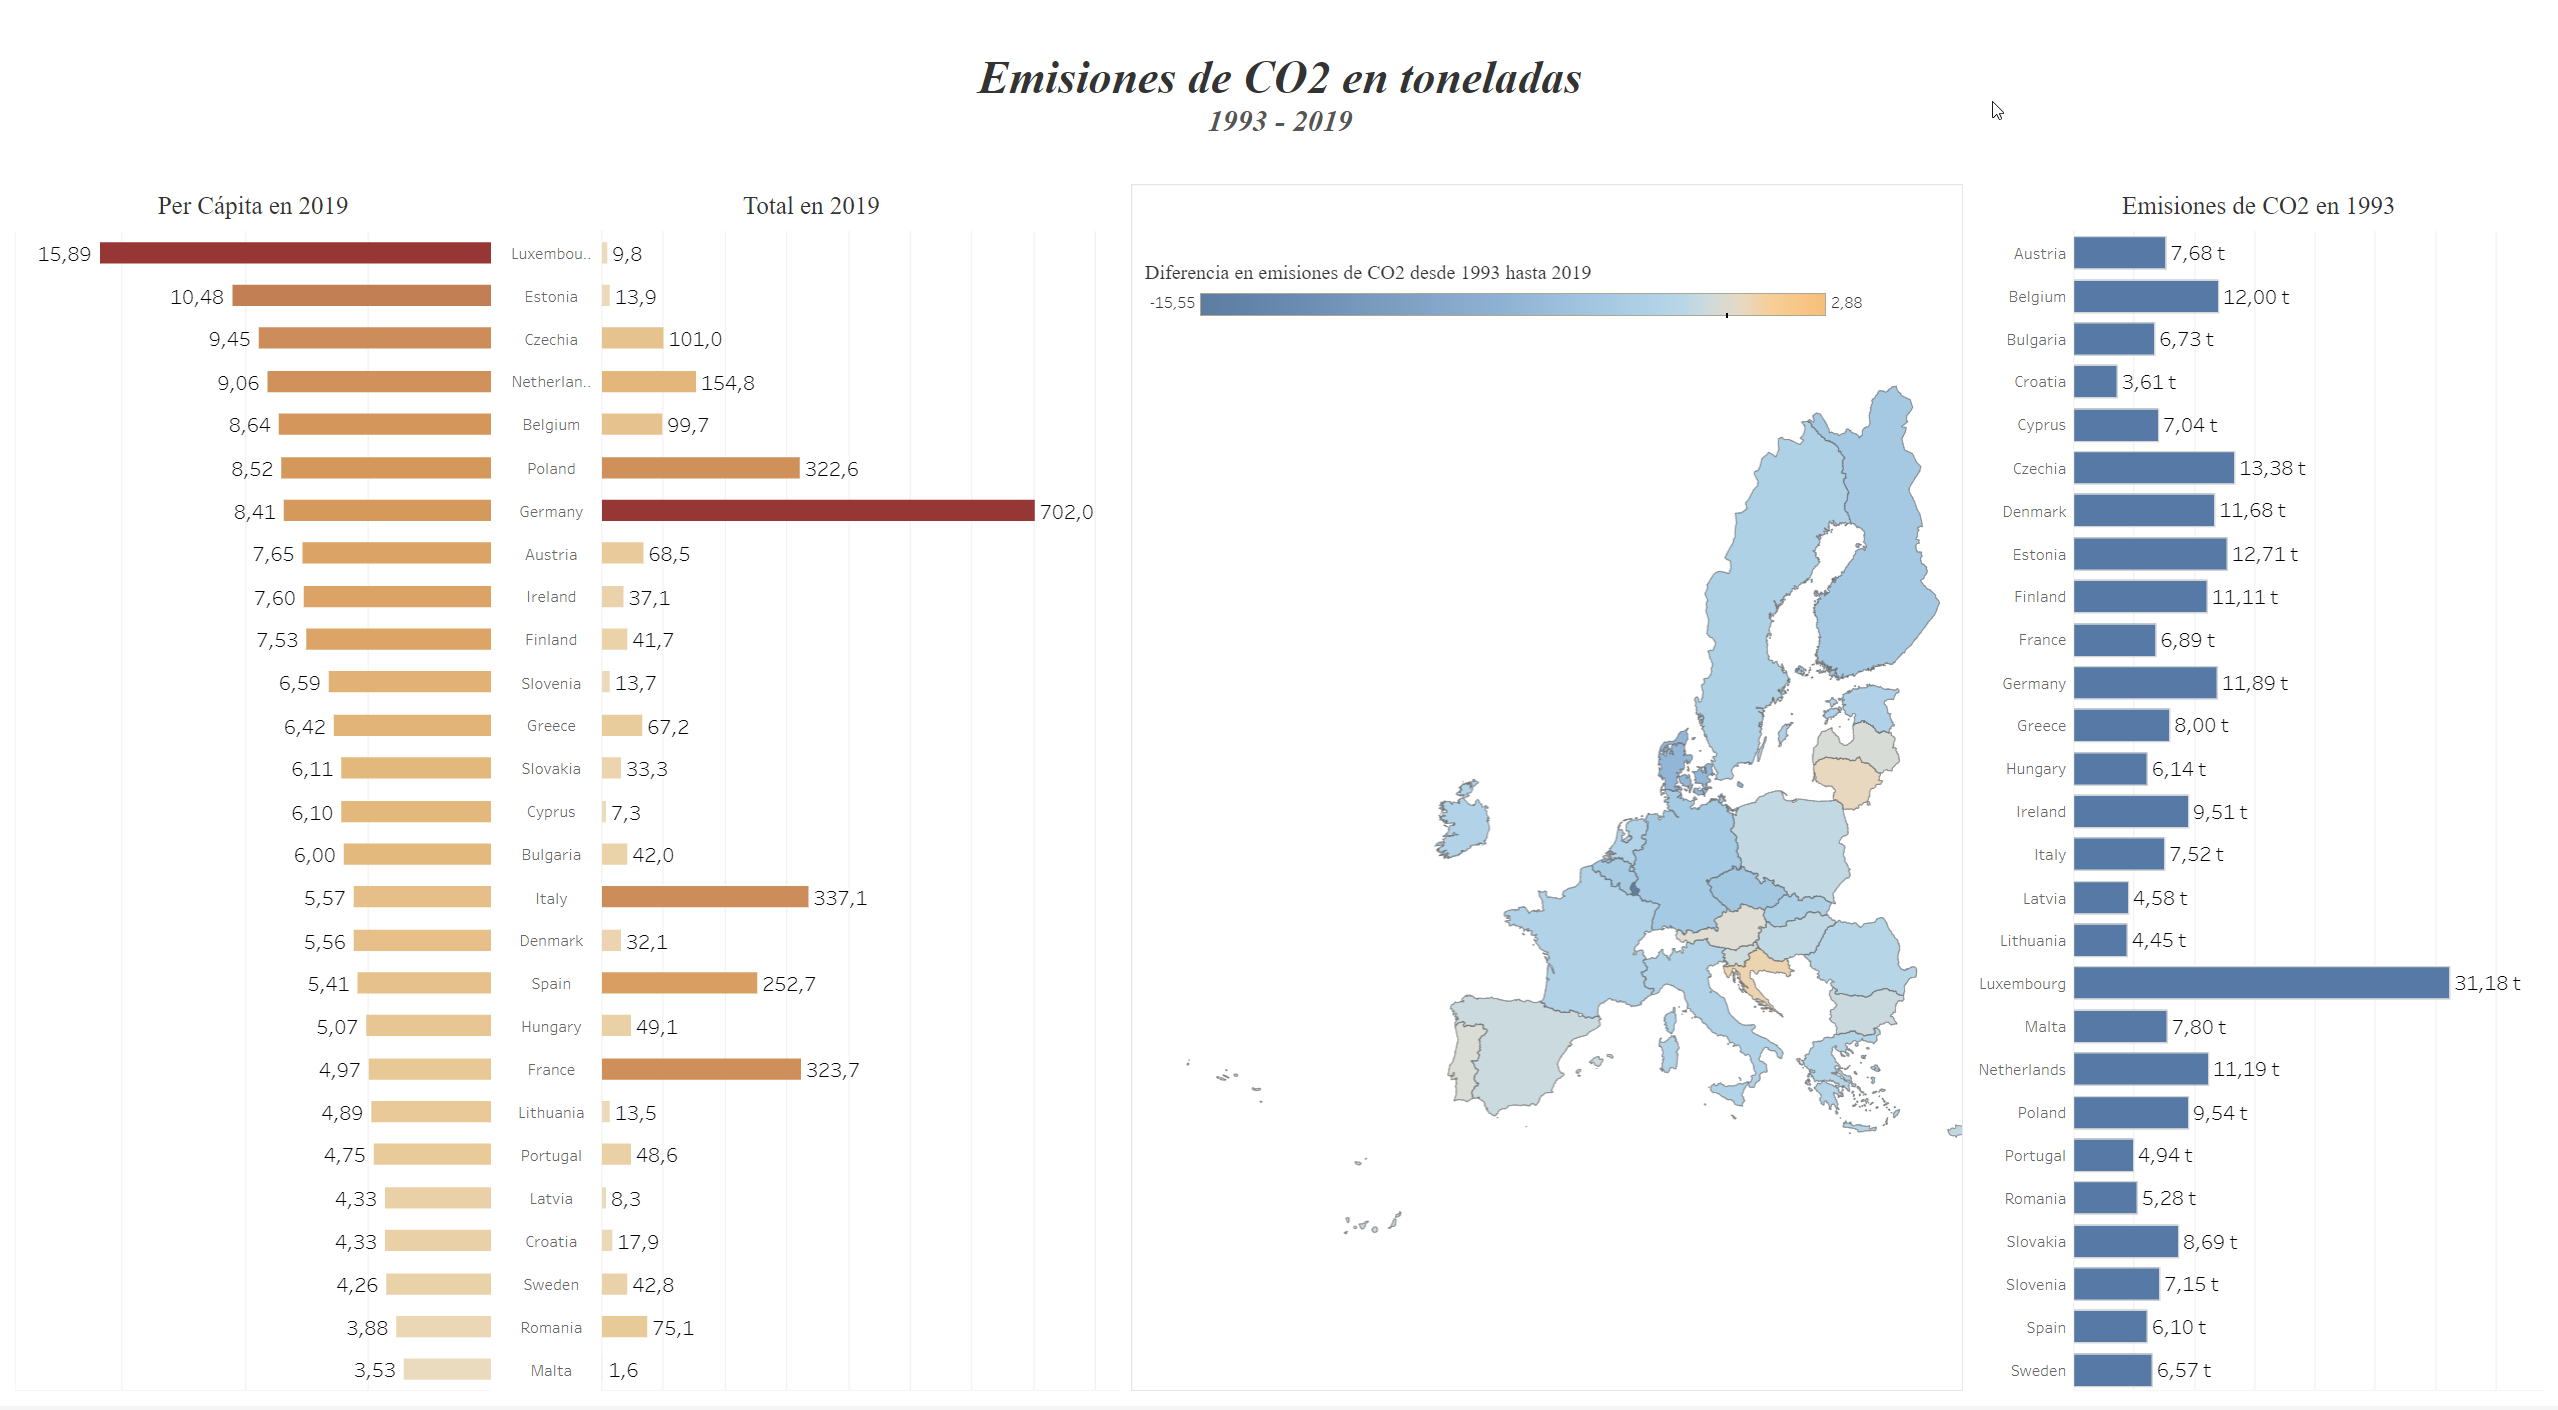 Emisiones de CO2 en toneladas
1993 - 2019
Per Cápita en 2019
Total en 2019
15,89 Luxembou.. 9,8
10,48 Estonia 13,9
9,45 Czechia 101,0
9,06 Netherlan.. 154,8
8,64 Belgium 99,7
8,52 Poland 322,6
8,41 Germany 702,0
7,65 Austria 68,5
7,60 Ireland 37,1
7,53 Finland 41,7
6,59 Slovenia 13,7
6,42 Greece 67,2
6,11 Slovakia 33,3
6,10 Cyprus 7,3
6,00 Bulgaria 42,0
5,57 Italy 337,1
5,56 Denmark 32,1
5,41 Spain 252,7
5,07 Hungary 49,1
4,97 France 323,7
4,89 Lithuania 13,5
4,75 Portugal 48,6
4,33 Latvia 8,3
4,33 Croatia 17,9
4,26 Sweden 42,8
3,88 Romania 75,1
3,53 Malta 1,6
Diferencia en emisiones de CO2 desde 1993 hasta 2019
-15,55 2,88
Emisiones de CO2 en 1993
Austria 7,68 t
Belgium 12,00 t
Bulgaria 6,73 t
Croatia 3,61 t
Cyprus 7,04 t
Czechia 13,38 t
Denmark 11,68 t
Estonia 12,71 t
Finland 11,11 t
France 6,89 t
Germany 11,89 t
Greece 8,00 t
Hungary 6,14 t
Ireland 9,51 t
Italy 7,52 t
Latvia 4,58 t
Lithuania 4,45 t
Luxembourg 31,18 t
Malta 7,80 t
Netherlands 11,19 t
Poland 9,54 t
Portugal 4,94 t
Romania 5,28 t
Slovakia 8,69 t
Slovenia 7,15 t
Spain 6,10 t
Sweden 6,57 t